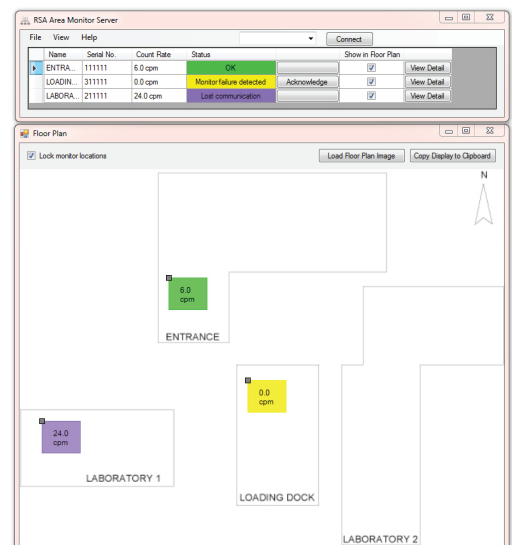 RSA Area Monitor Server
File View Help Connect
Name Serial No. Count Rate Status Show in Floor Plan
ENTRA... 111111 6.0 cpm OK View Detail
LOADIN... 311111 0.0 cpm Monitor failure detected Acknowledge View Detail
LABORA... 211111 24.0 cpm Lost communication View Detail
Floor Plan
Lock monitor locations Load Floor Plan Image Copy Display to Clipboard
N
6.0
cpm
ENTRANCE
0.0
cpm
24.0
cpm
LABORATORY 1
LOADING DOCK
LABORATORY 2